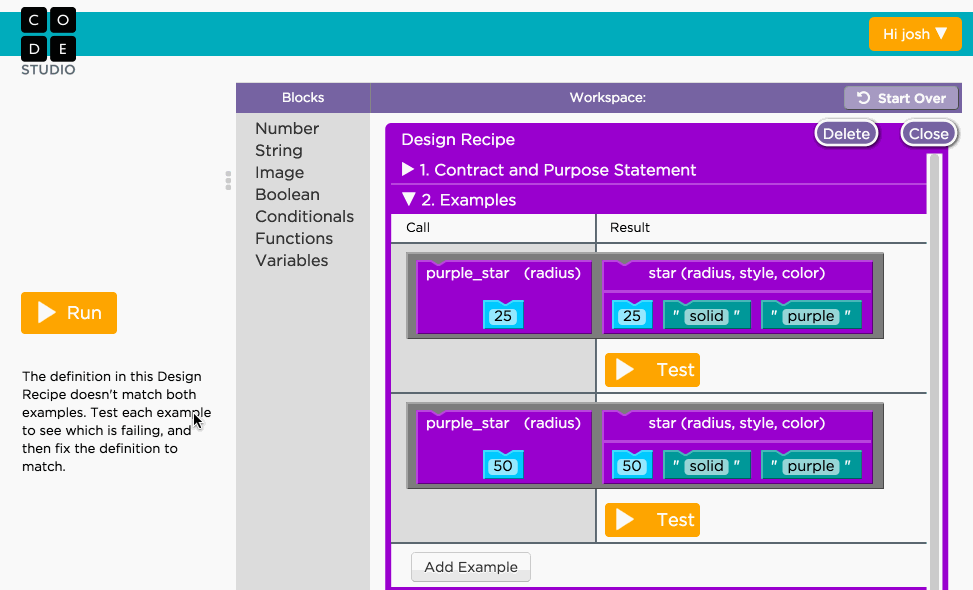 C O
D E
STUDIO
Hi josh ▼
Blocks
Workspace:
Start Over
Number
String
Image
Boolean
Conditionals
Functions
Variables
Design Recipe
Delete
Close
1. Contract and Purpose Statement
2. Examples
Call
Result
purple_star (radius)
25
star (radius, style, color)
25 " solid " " purple "
Test
purple_star (radius)
50
star (radius, style, color)
50 " solid " " purple "
Test
Add Example
Run
The definition in this Design
Recipe doesn't match both
examples. Test each example
to see which is failing, and
then fix the definition to
match.